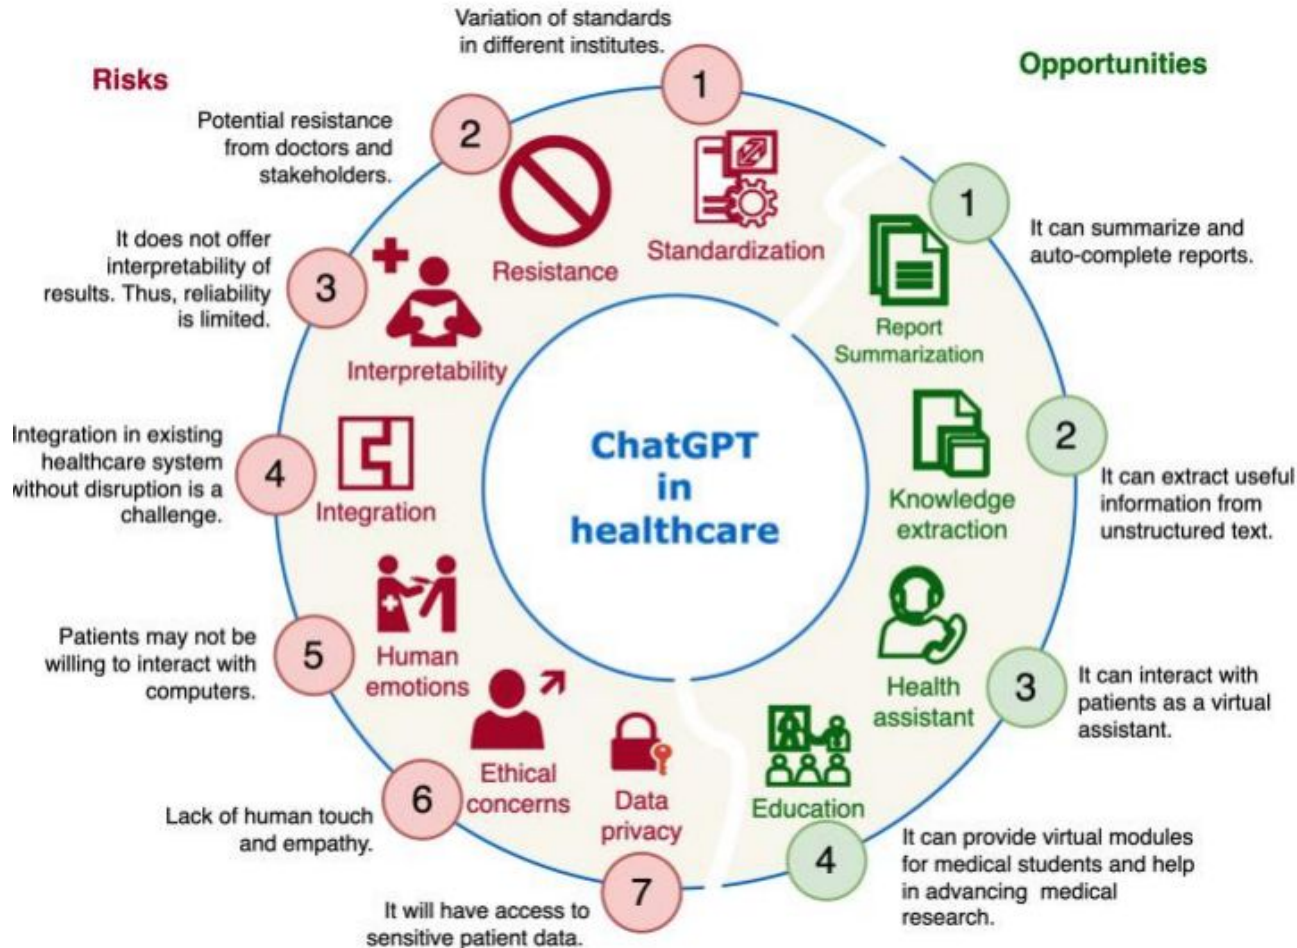 Risks
Opportunities
Variation of standards
in different institutes.
1
Standardization
Potential resistance
from doctors and
stakeholders.
2
Resistance
It does not offer
interpretability of
results. Thus, reliability
is limited.
3
Interpretability
Integration in existing
healthcare system
without disruption is a
challenge.
4
Integration
Patients may not be
willing to interact with
computers.
5
Human
emotions
Lack of human touch
and empathy.
6
Ethical
concerns
It will have access to
sensitive patient data.
7
Data
privacy
ChatGPT
in
healthcare
1
It can summarize and
auto-complete reports.
Report
Summarization
2
It can extract useful
information from
unstructured text.
Knowledge
extraction
3
It can interact with
patients as a virtual
assistant.
Health
assistant
4
It can provide virtual modules
for medical students and help
in advancing medical
research.
Education